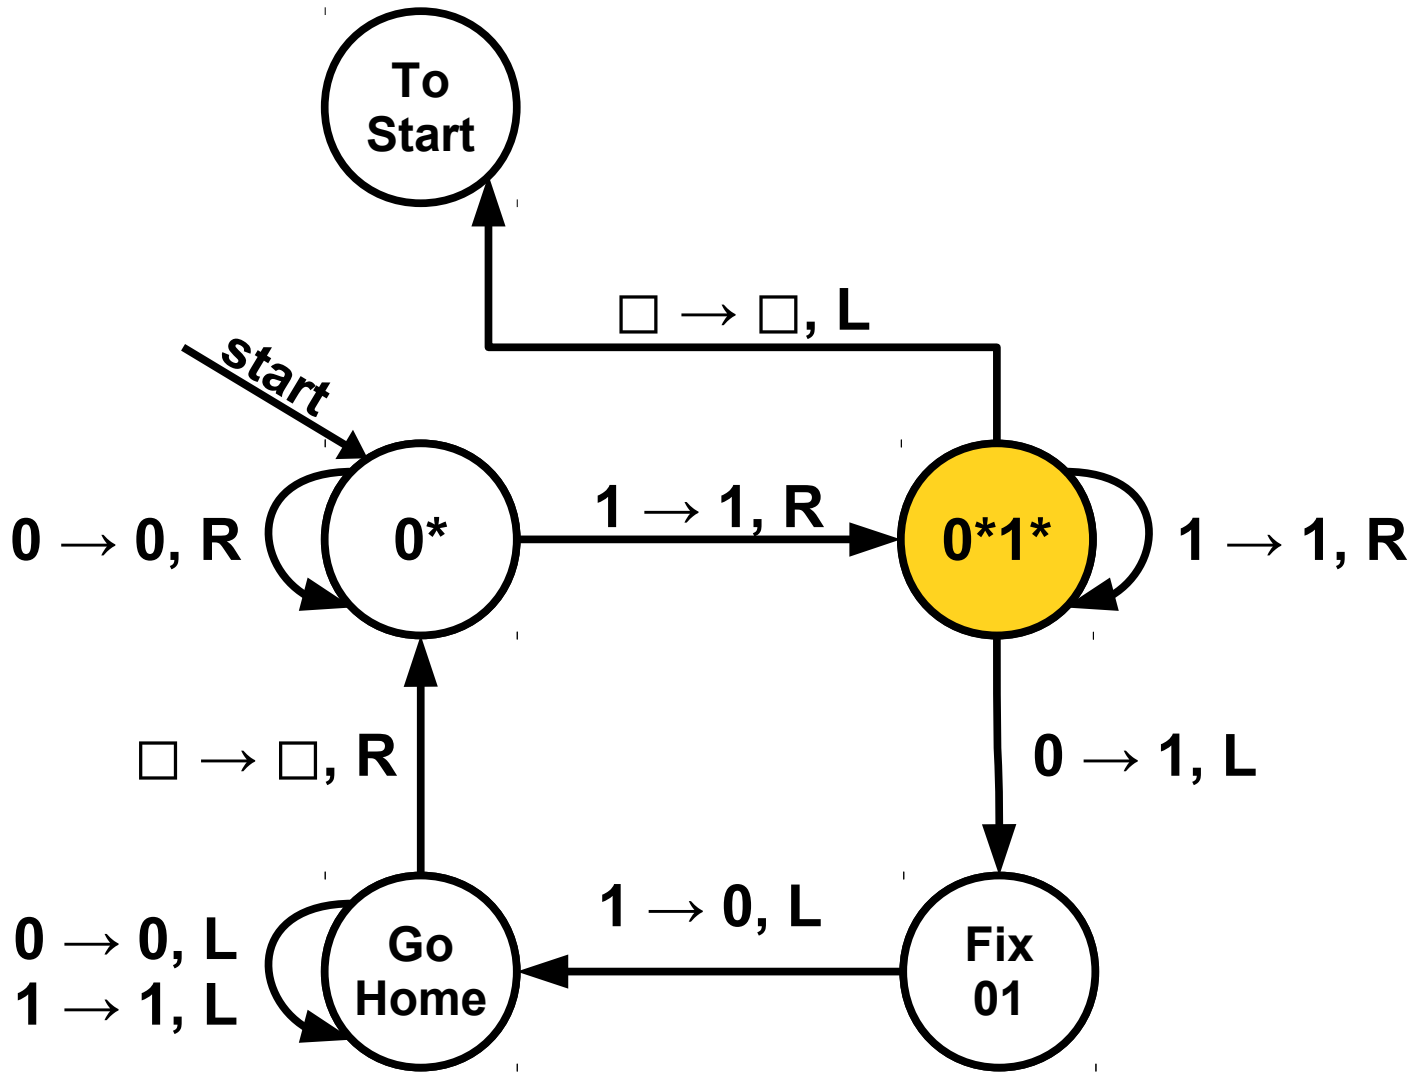 To
Start
□ → □, L
start
0 → 0, R
0*
1 → 1, R
0*1*
1 → 1, R
□ → □, R
0 → 1, L
0 → 0, L
1 → 1, L
Go
Home
1 → 0, L
Fix
01